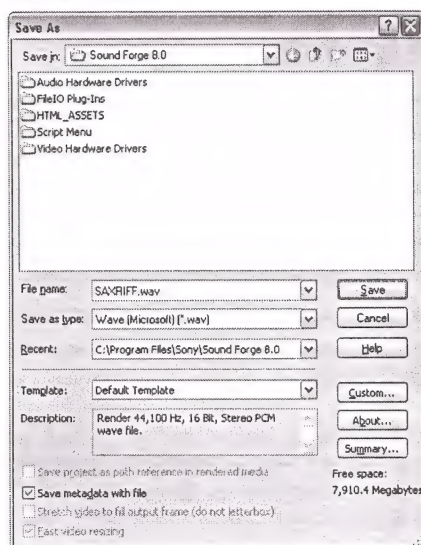 Save As
Save in: Sound Forge 8.0
Audio Hardware Drivers
FileIO Plug-Ins
HTML_ASSETS
Script Menu
Video Hardware Drivers
File name: SAXRIFF.wav Save
Save as type: Wave (Microsoft) (*.wav) Cancel
Recent: C:\Program Files\Sony\Sound Forge 8.0 Help
Template: Default Template Custom...
Description: Render 44,100 Hz, 16 Bit, Stereo PCM
wave file.
About...
Summary...
Save project as path reference in rendered media
Free space:
Save metadata with file
7,910.4 Megabytes
Stretch video to fill output frame (do not letterbox)
Fast video resizing